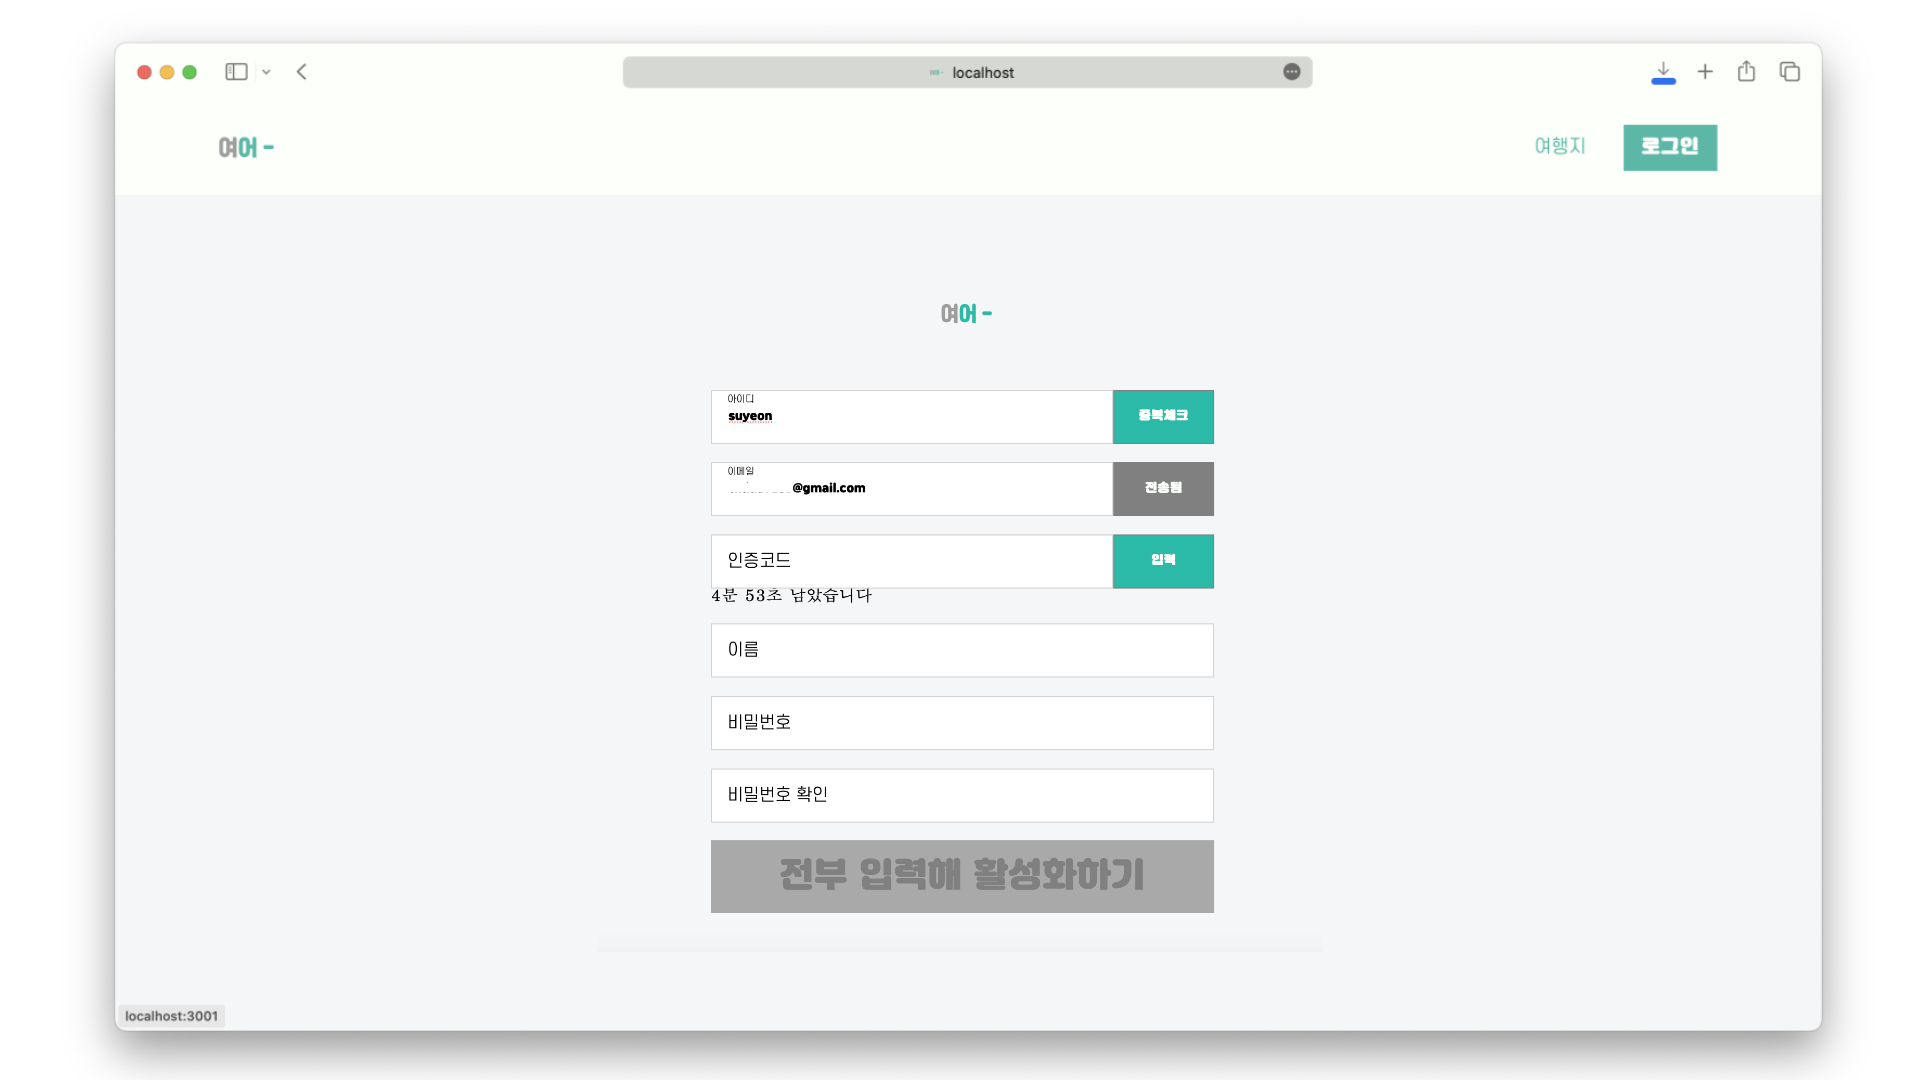 localhost
여어 -
여행지
로그인
여어 -
아이디
suyeon
중복체크
이메일
@gmail.com
전송됨
인증코드
입력
4분 53초 남았습니다
이름
비밀번호
비밀번호 확인
전부 입력해 활성화하기
localhost:3001